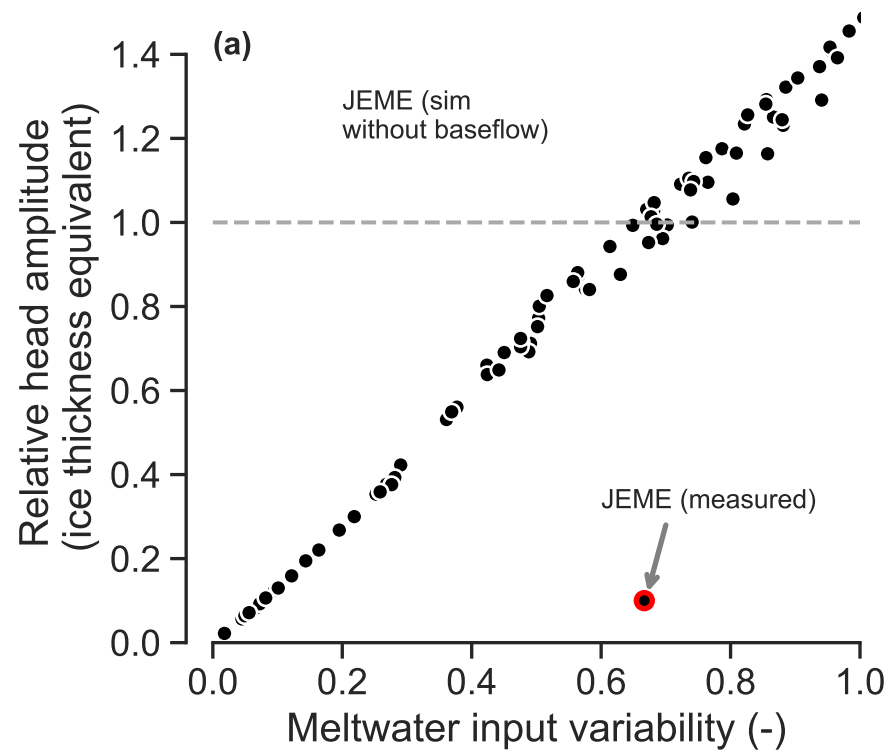 (a)
JEME (sim
without baseflow)
JEME (measured)
Relative head amplitude
(ice thickness equivalent)
1.4
1.2
1.0
0.8
0.6
0.4
0.2
0.0
0.0 0.2 0.4 0.6 0.8 1.0
Meltwater input variability (-)